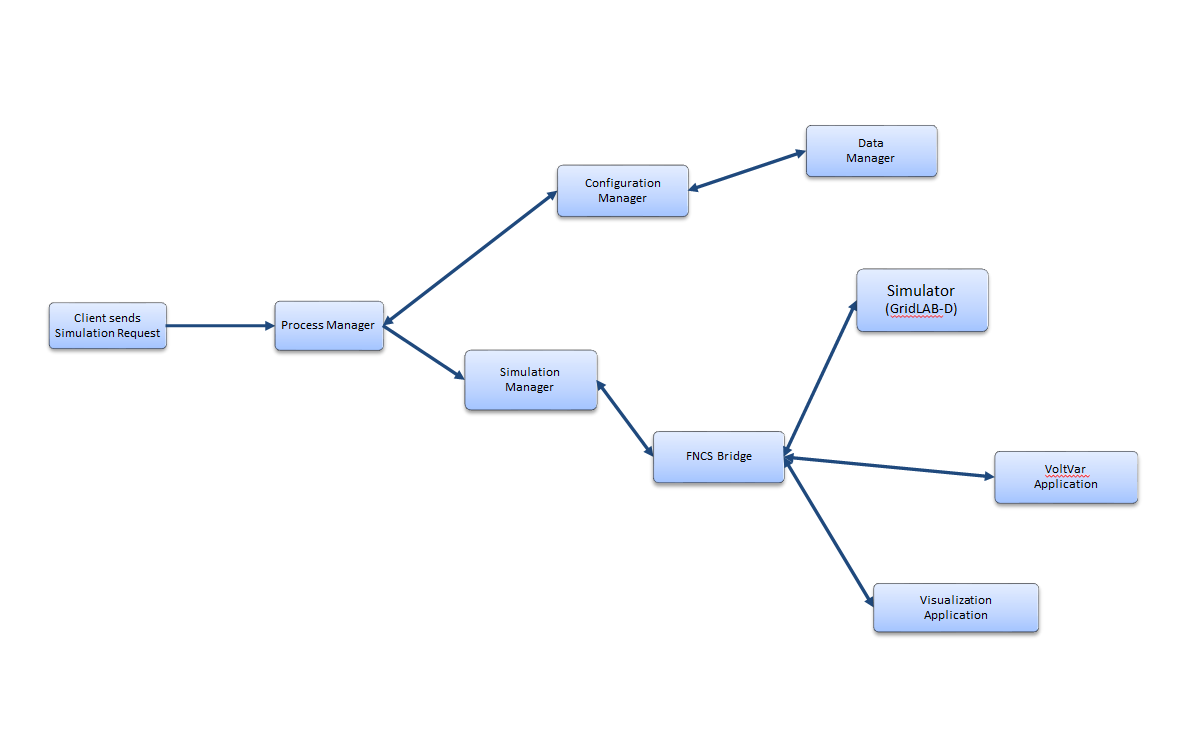 Data
Manager
Configuration
Manager
Simulator
(GridLAB-D)
Client sends
Simulation Request
Process Manager
Simulation
Manager
FNCS Bridge
VoltVar
Application
Visualization
Application